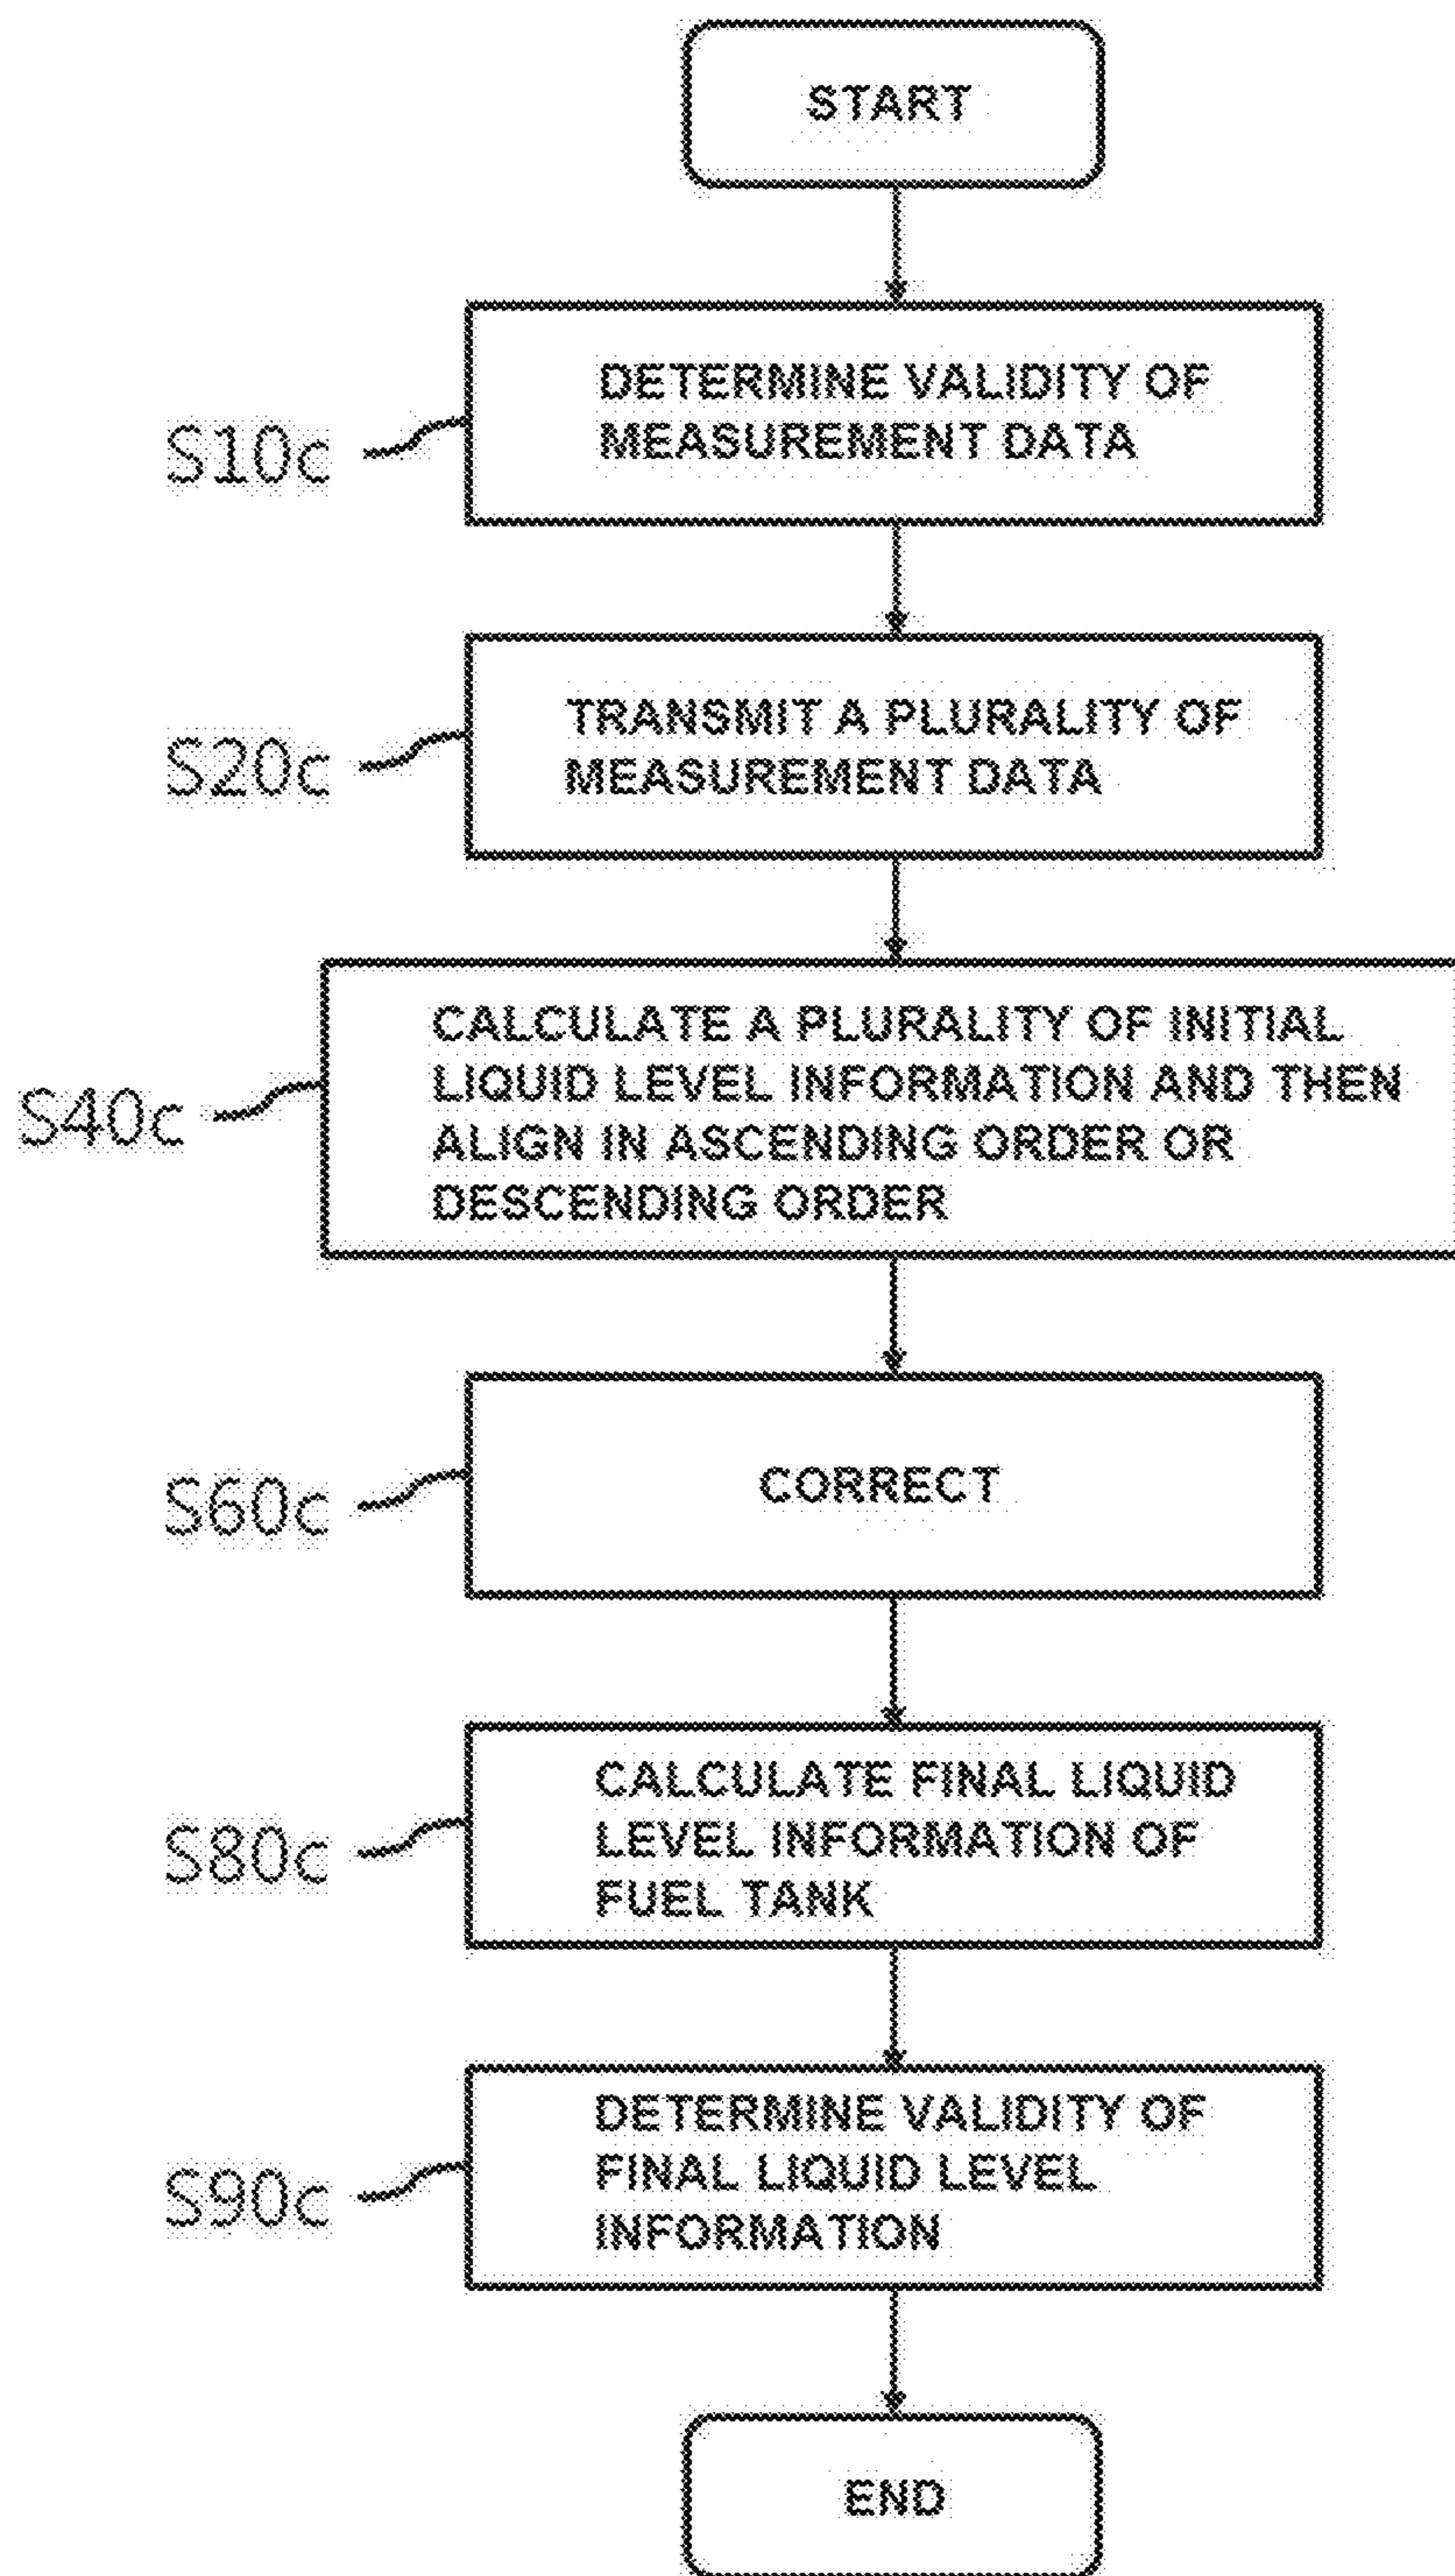 START
DETERMINE VALIDITY OF
MEASUREMENT DATA
S10c
TRANSMIT A PLURALITY OF
MEASUREMENT DATA
S20c
CALCULATE A PLURALITY OF INITIAL
LIQUID LEVEL INFORMATION AND THEN
ALIGN IN ASCENDING ORDER OR
DESCENDING ORDER
S40c
CORRECT
S60c
CALCULATE FINAL LIQUID
LEVEL INFORMATION OF
FUEL TANK
S80c
DETERMINE VALIDITY OF
FINAL LIQUID LEVEL
INFORMATION
S90c
END